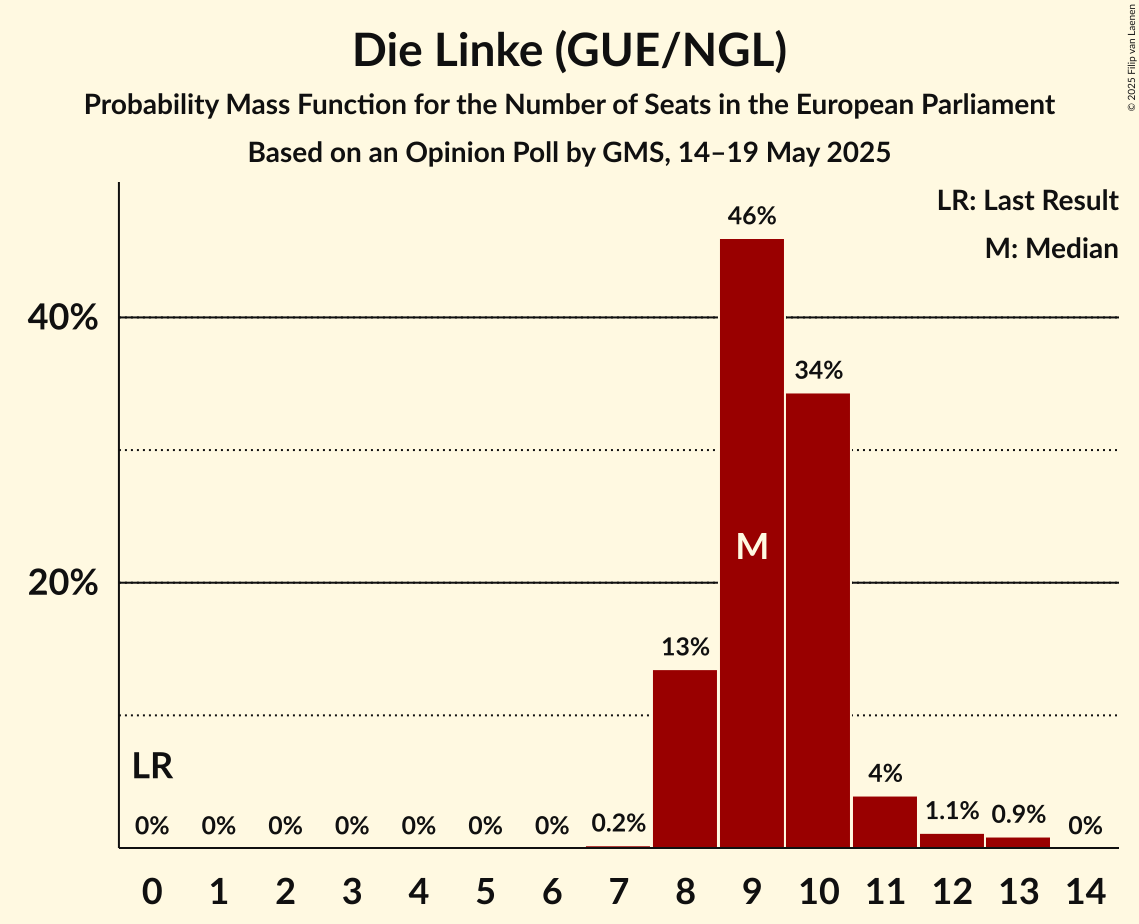 Die Linke (GUE/NGL)
Probability Mass Function for the Number of Seats in the European Parliament
Based on an Opinion Poll by GMS, 14–19 May 2025
© 2025 Filip van Laenen
LR: Last Result
M: Median
46%
40%
34%
M
20%
13%
LR
4%
0% 0% 0% 0% 0% 0% 0% 0.2% 1.1% 0.9% 0%
0 1 2 3 4 5 6 7 8 9 10 11 12 13 14